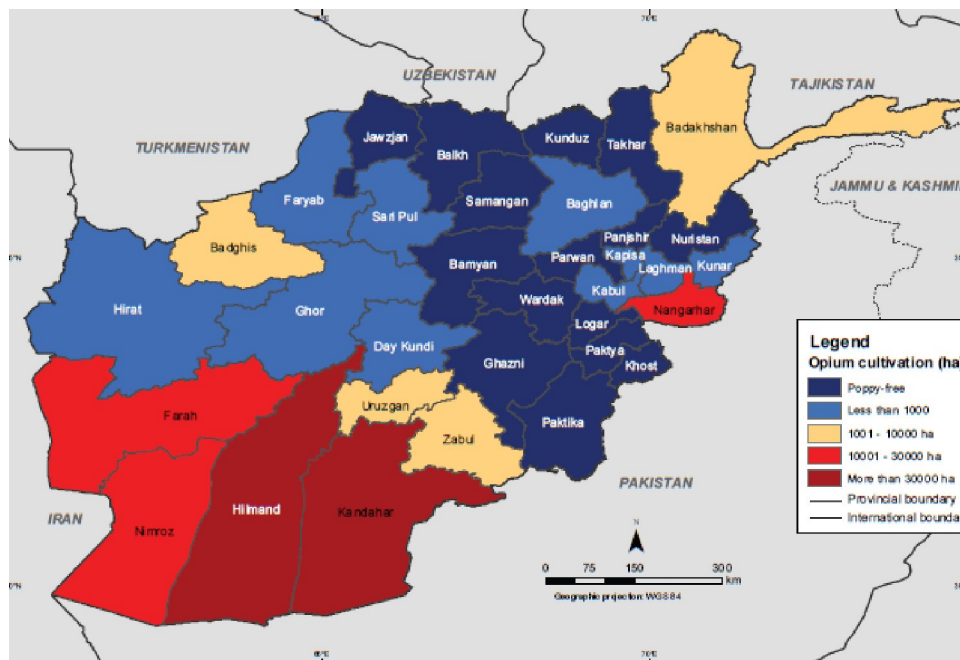 UZBEKISTAN
TAJIKISTAN
TURKMENISTAN
JAMMU & KASHMI
Badakhshan
Jawzjan
Balkh
Kunduz
Takhar
Faryab
Sari Pul
Samangan
Baghlan
Badghis
Panjshir
Nuristan
Bamyan
Parwan
Kapisa
Laghman
Kunar
Hirat
Ghor
Wardak
Kabul
Nangarhar
Logar
Day Kundi
Ghazni
Paktya
Khost
Uruzgan
Paktika
Farah
Zabul
PAKISTAN
IRAN
Nimroz
Hilmand
Kandahar
Legend
Opium cultivation (ha)
Poppy-free
Less than 1000
1001 - 10000 ha
10001 - 30000 ha
More than 30000 ha
Provincial boundary
International bounda
N
0 75 150 300
km
Geographic projection: WGS 84